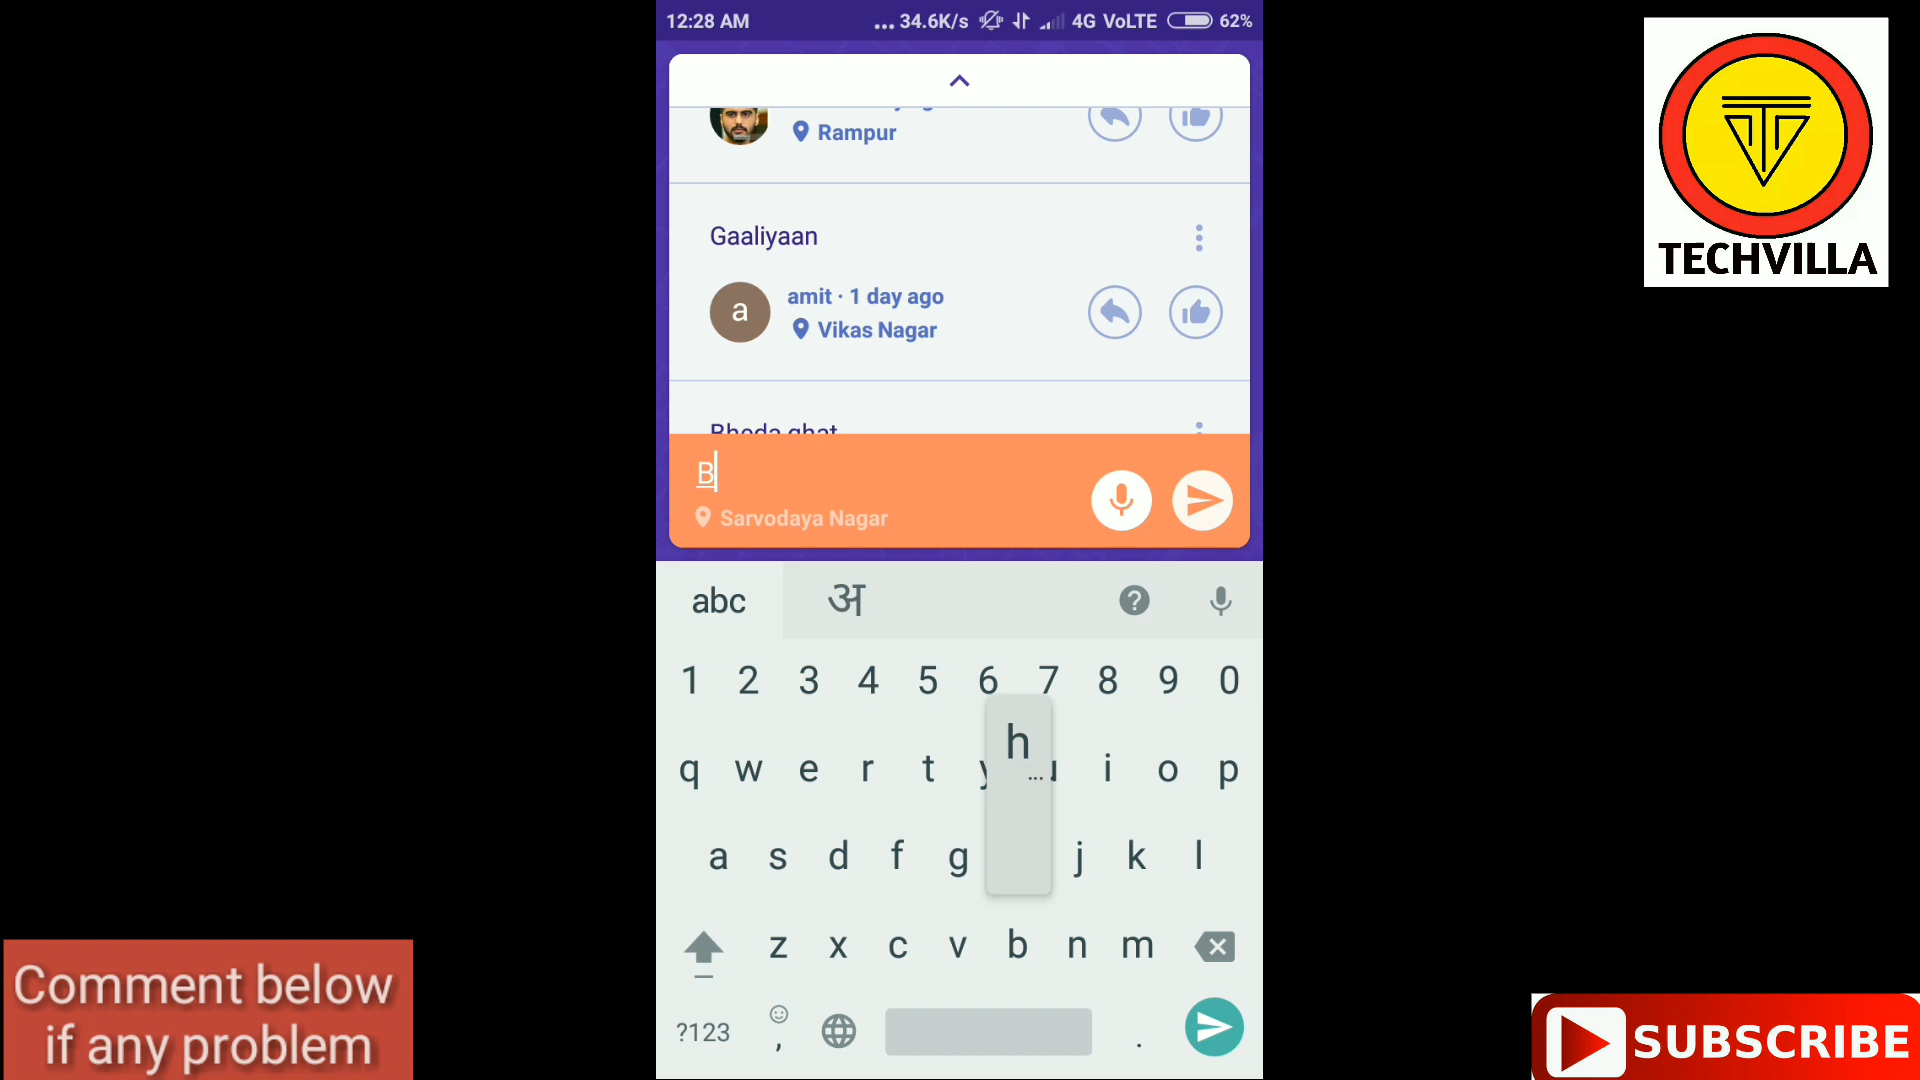 12:28 AM
... 34.6K/s 4G VoLTE 62%
Rampur
Gaaliyaan
a
amit · 1 day ago
Vikas Nagar
B
Sarvodaya Nagar
abc अ ?
1 2 3 4 5 6 7 8 9 0
h
...
q w e r t y u i o p
a s d f g j k l
z x c v b n m
?123 , .
TECHVILLA
Comment below
if any problem
SUBSCRIBE